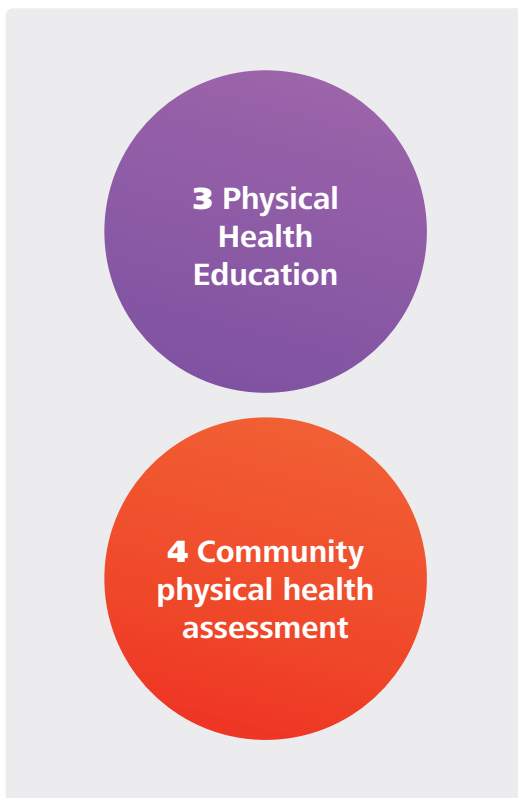 3 Physical
Health
Education
4 Community
physical health
assessment